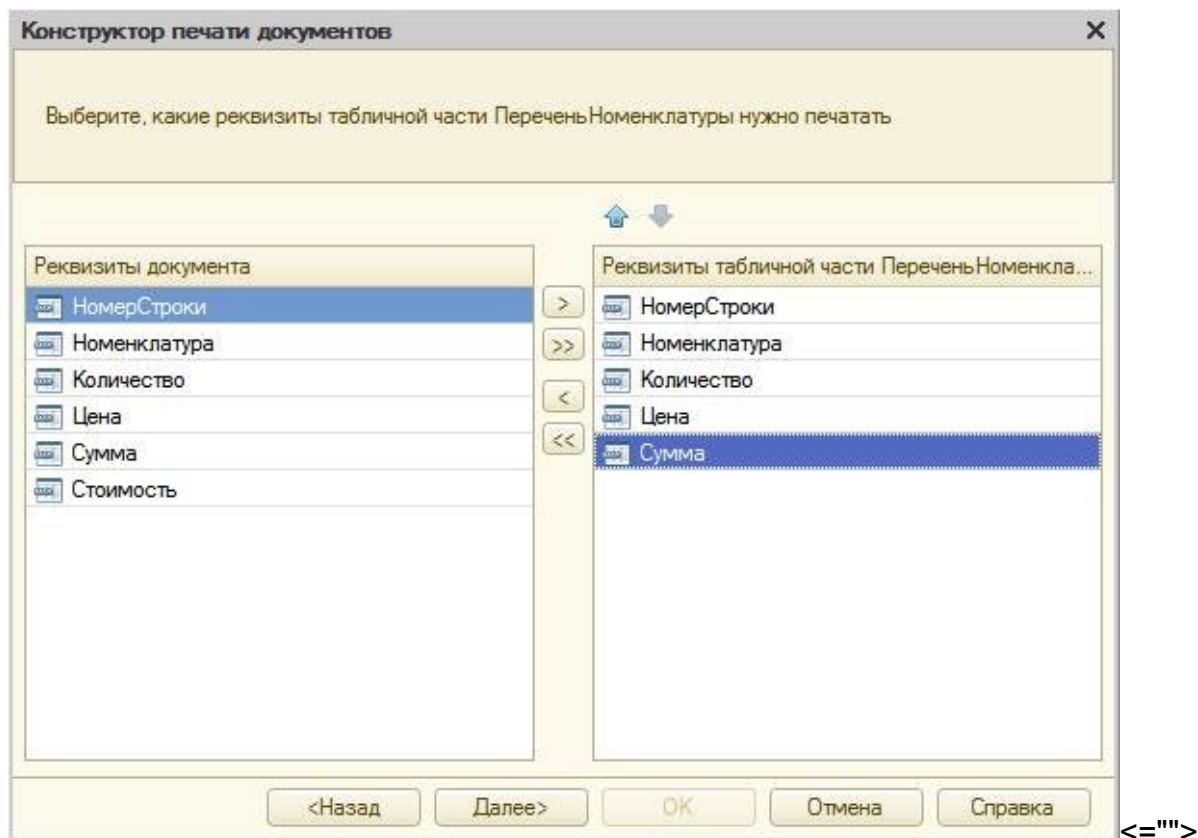 Конструктор печати документов
Выберите, какие реквизиты табличной части ПереченьНоменклатуры нужно печатать
Реквизиты документа
НомерСтроки
Номенклатура
Количество
Цена
Сумма
Стоимость
>
>>
<
<<
Реквизиты табличной части ПереченьНоменкла...
НомерСтроки
Номенклатура
Количество
Цена
Сумма
<Назад
Далее>
ОК
Отмена
Справка
<="">